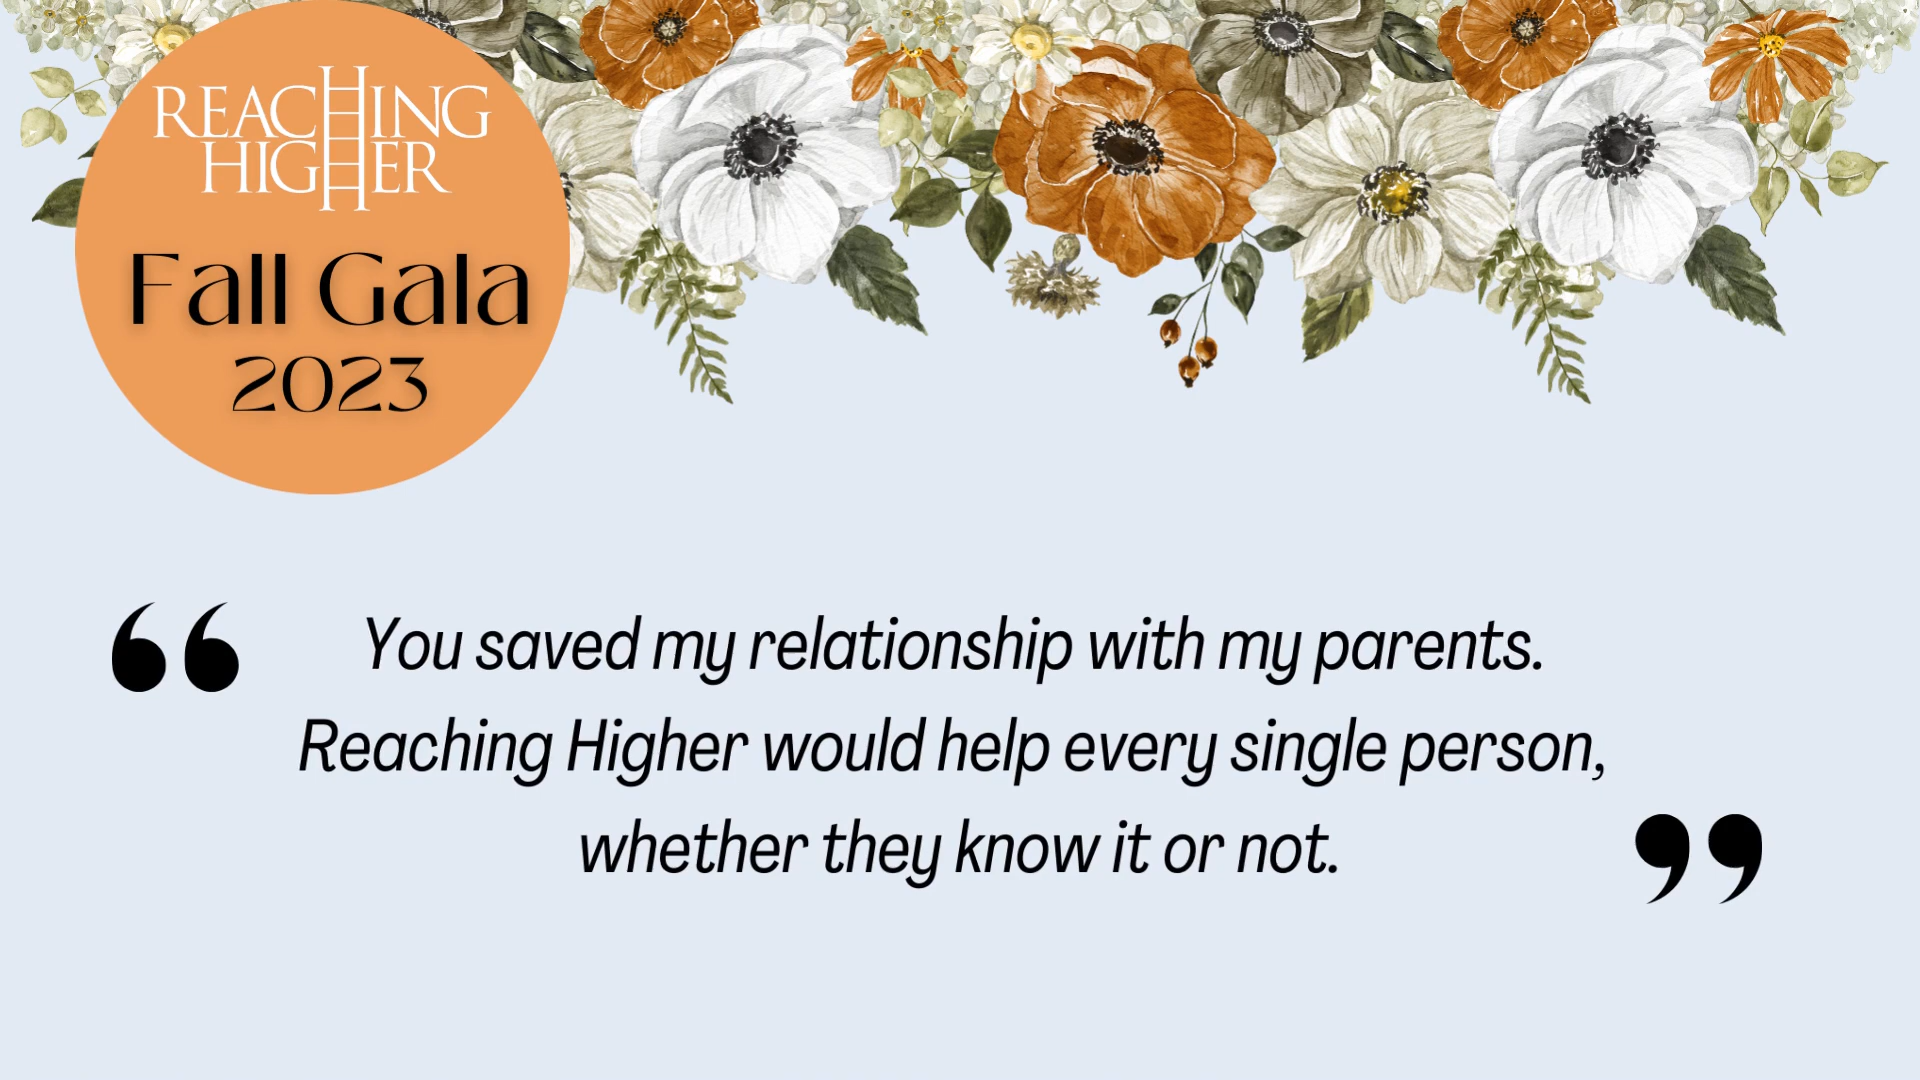 REACHING
HIGHER
Fall Gala
2023
“ You saved my relationship with my parents.
Reaching Higher would help every single person,
whether they know it or not. ”